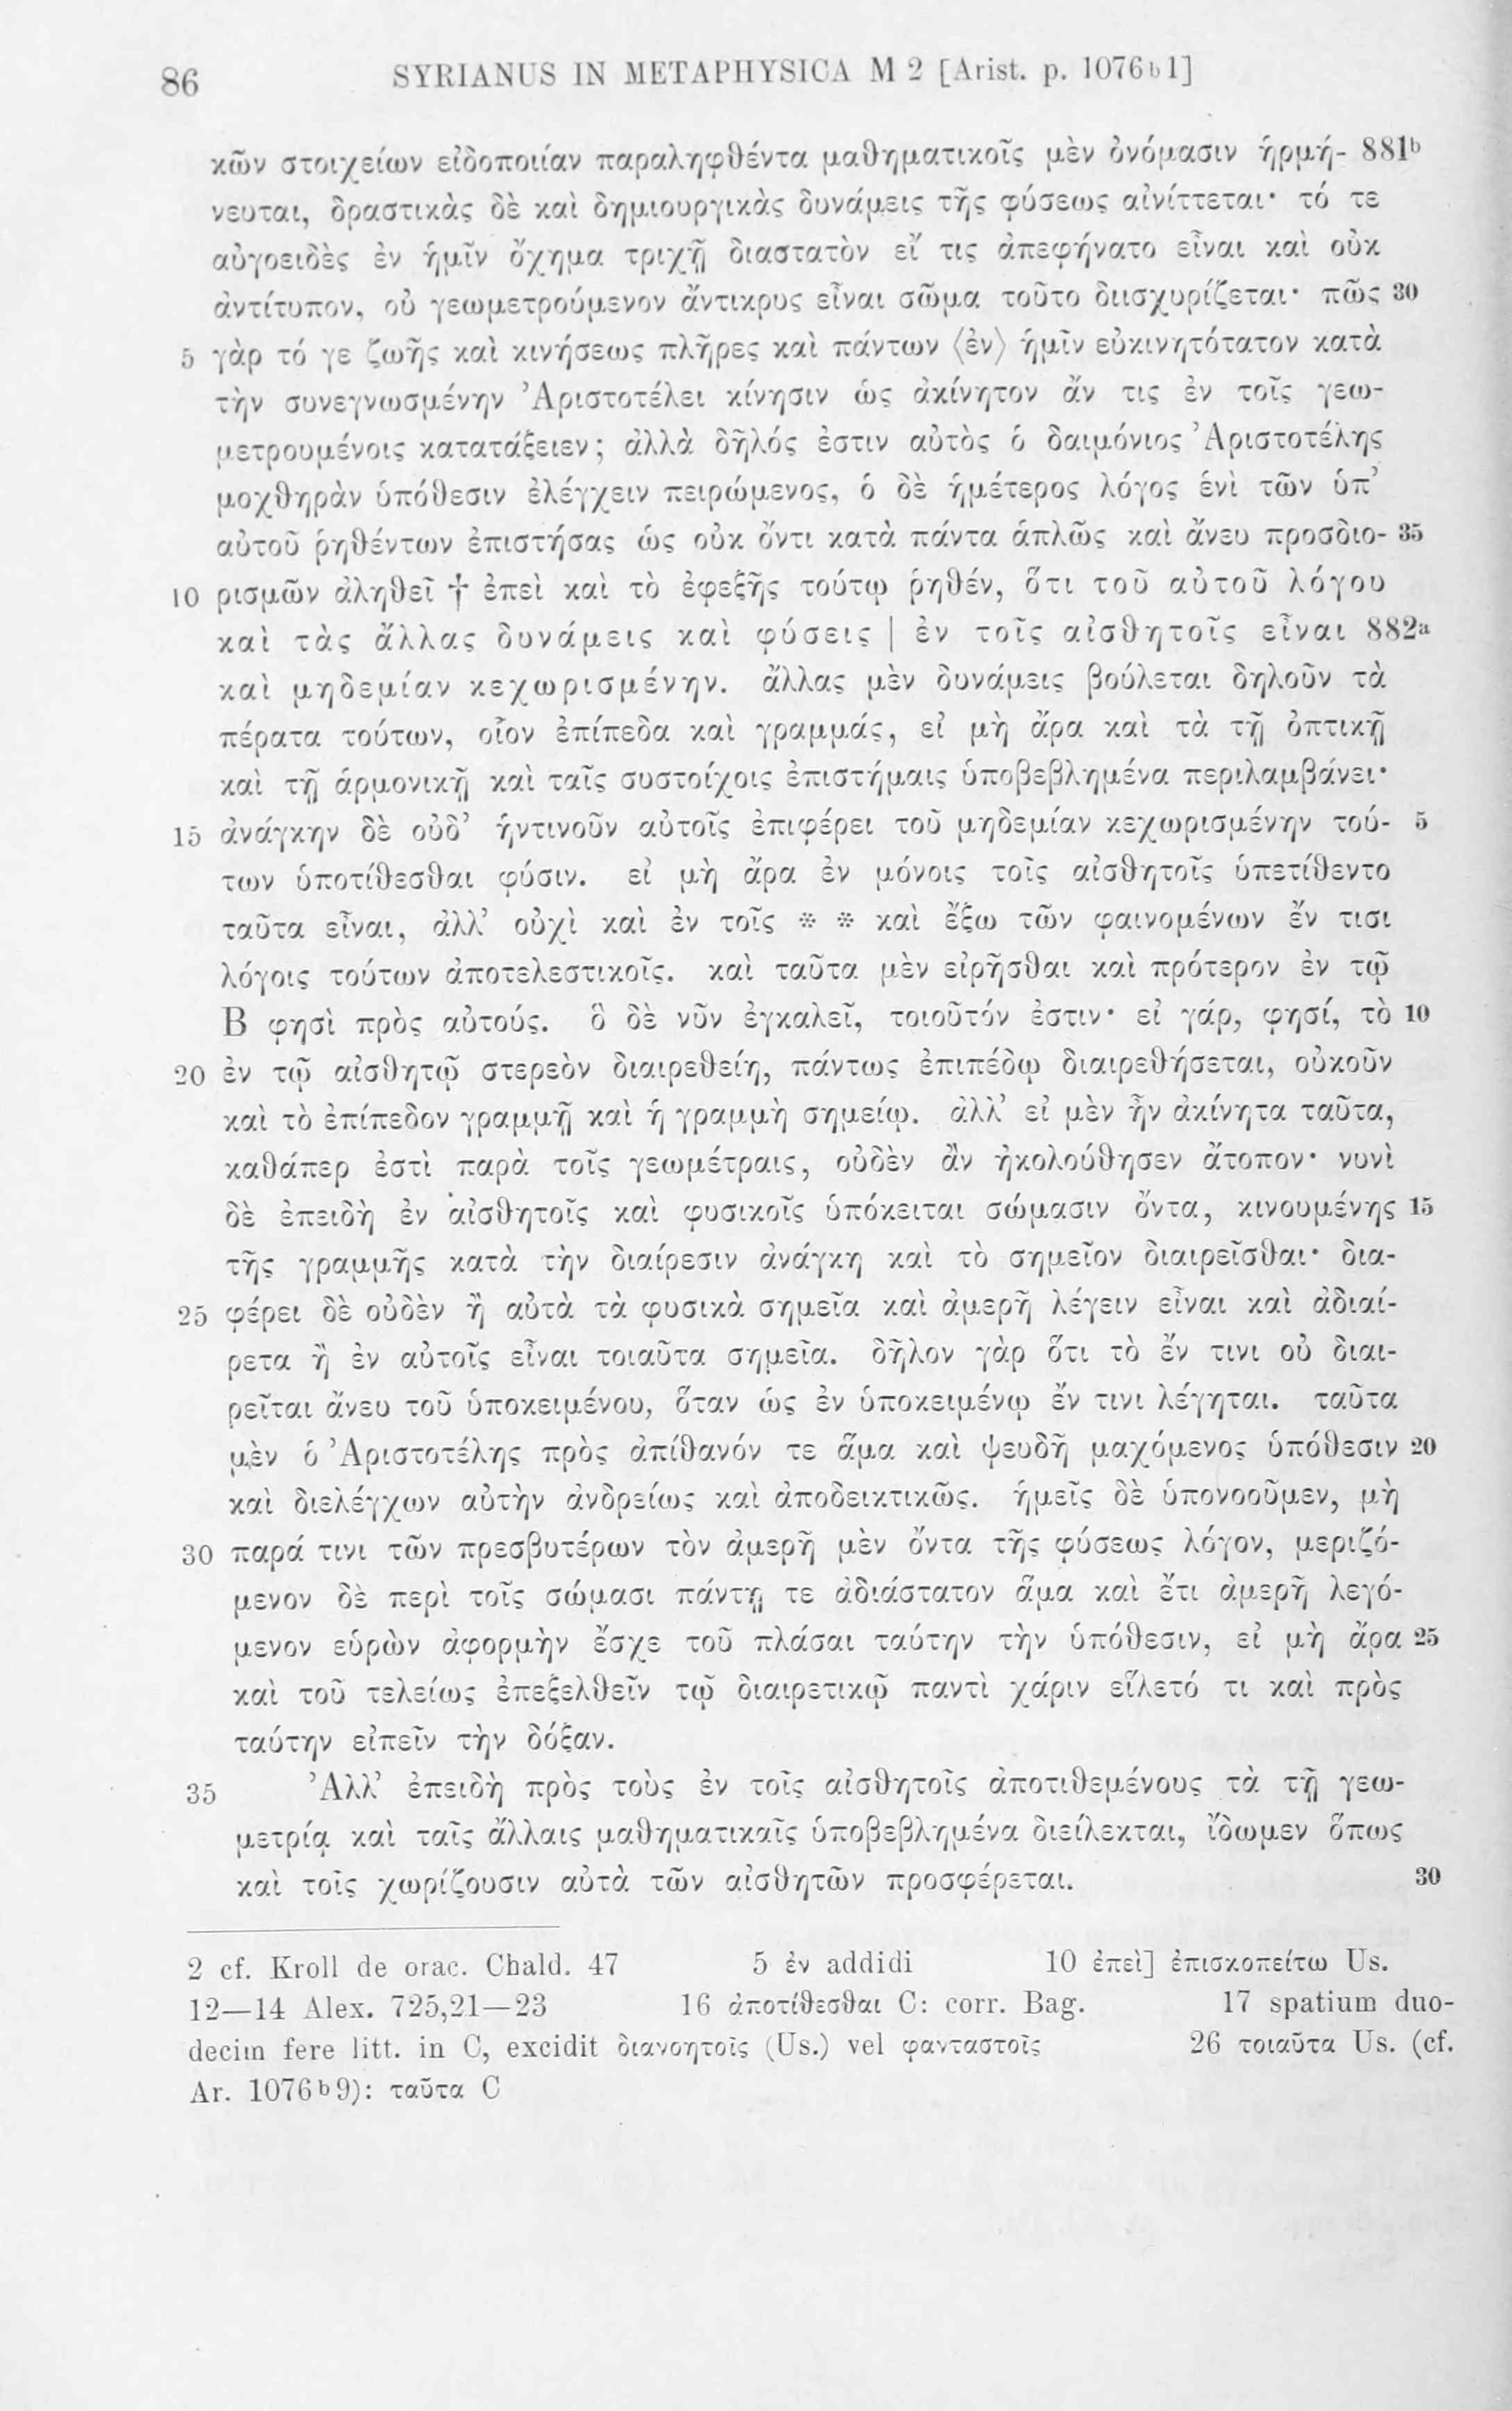 86 SYRIANUS IN METAPHYSICA M 2 [Arist. p. 1076 b 1]
κῶν στοιχείων εἰδοποιίαν παραληφθέντα μαθηματικοῖς μὲν ὀνόμασιν ἡρμή- 881b
νευται, δραστικὰς δὲ καὶ δημιουργικὰς δυνάμεις τῆς φύσεως αἰνίττεται· τό τε
αὐγοειδὲς ἐν ἡμῖν ὄχημα τριχῇ διαστατὸν εἴ τις ἀπεφήνατο εἶναι καὶ οὐκ
ἀντίτυπον, οὐ γεωμετρούμενον ἄντικρυς εἶναι σῶμα τοῦτο διισχυρίζεται· πῶς 30
5 γὰρ τό γε ζωῆς καὶ κινήσεως πλῆρες καὶ πάντων ⟨ἐν⟩ ἡμῖν εὐκινητότατον κατὰ
τὴν συνεγνωσμένην Ἀριστοτέλει κίνησιν ὡς ἀκίνητον ἄν τις ἐν τοῖς γεω-
μετρουμένοις κατατάξειεν; ἀλλὰ δῆλός ἐστιν αὐτὸς ὁ δαιμόνιος Ἀριστοτέλης
μοχθηρὰν ὑπόθεσιν ἐλέγχειν πειρώμενος, ὁ δὲ ἡμέτερος λόγος ἑνὶ τῶν ὑπ’
αὐτοῦ ῥηθέντων ἐπιστήσας ὡς οὐκ ὄντι κατὰ πάντα ἁπλῶς καὶ ἄνευ προσδιο- 35
10 ρισμῶν ἀληθεῖ † ἐπεὶ καὶ τὸ ἐφεξῆς τούτῳ ῥηθέν, ὅτι τοῦ αὐτοῦ λόγου
καὶ τὰς ἄλλας δυνάμεις καὶ φύσεις | ἐν τοῖς αἰσθητοῖς εἶναι 882a
καὶ μηδεμίαν κεχωρισμένην. ἄλλας μὲν δυνάμεις βούλεται δηλοῦν τὰ
πέρατα τούτων, οἷον ἐπίπεδα καὶ γραμμάς, εἰ μὴ ἄρα καὶ τὰ τῇ ὀπτικῇ
καὶ τῇ ἁρμονικῇ καὶ ταῖς συστοίχοις ἐπιστήμαις ὑποβεβλημένα περιλαμβάνει·
15 ἀνάγκην δὲ οὐδ’ ἡντινοῦν αὐτοῖς ἐπιφέρει τοῦ μηδεμίαν κεχωρισμένην τού- 5
των ὑποτίθεσθαι φύσιν. εἰ μὴ ἄρα ἐν μόνοις τοῖς αἰσθητοῖς ὑπετίθεντο
ταῦτα εἶναι, ἀλλ’ οὐχὶ καὶ ἐν τοῖς * * καὶ ἔξω τῶν φαινομένων ἔν τισι
λόγοις τούτων ἀποτελεστικοῖς. καὶ ταῦτα μὲν εἰρῆσθαι καὶ πρότερον ἐν τῷ
Β φησὶ πρὸς αὐτούς. ὃ δὲ νῦν ἐγκαλεῖ, τοιοῦτόν ἐστιν· εἰ γάρ, φησί, τὸ 10
20 ἐν τῷ αἰσθητῷ στερεὸν διαιρεθείη, πάντως ἐπιπέδῳ διαιρεθήσεται, οὐκοῦν
καὶ τὸ ἐπίπεδον γραμμῇ καὶ ἡ γραμμὴ σημείῳ. ἀλλ’ εἰ μὲν ἦν ἀκίνητα ταῦτα,
καθάπερ ἐστὶ παρὰ τοῖς γεωμέτραις, οὐδὲν ἂν ἠκολούθησεν ἄτοπον· νυνὶ
δὲ ἐπειδὴ ἐν αἰσθητοῖς καὶ φυσικοῖς ὑπόκειται σώμασιν ὄντα, κινουμένης 15
τῆς γραμμῆς κατὰ τὴν διαίρεσιν ἀνάγκη καὶ τὸ σημεῖον διαιρεῖσθαι· δια-
25 φέρει δὲ οὐδὲν ἢ αὐτὰ τὰ φυσικὰ σημεῖα καὶ ἀμερῆ λέγειν εἶναι καὶ ἀδιαί-
ρετα ἢ ἐν αὐτοῖς εἶναι τοιαῦτα σημεῖα. δῆλον γὰρ ὅτι τὸ ἔν τινι οὐ διαι-
ρεῖται ἄνευ τοῦ ὑποκειμένου, ὅταν ὡς ἐν ὑποκειμένῳ ἔν τινι λέγηται. ταῦτα
μὲν ὁ Ἀριστοτέλης πρὸς ἀπίθανόν τε ἅμα καὶ ψευδῆ μαχόμενος ὑπόθεσιν 20
καὶ διελέγχων αὐτὴν ἀνδρείως καὶ ἀποδεικτικῶς. ἡμεῖς δὲ ὑπονοοῦμεν, μὴ
30 παρά τινι τῶν πρεσβυτέρων τὸν ἀμερῆ μὲν ὄντα τῆς φύσεως λόγον, μεριζό-
μενον δὲ περὶ τοῖς σώμασι πάντῃ τε ἀδιάστατον ἅμα καὶ ἔτι ἀμερῆ λεγό-
μενον εὑρὼν ἀφορμὴν ἔσχε τοῦ πλάσαι ταύτην τὴν ὑπόθεσιν, εἰ μὴ ἄρα 25
καὶ τοῦ τελείως ἐπεξελθεῖν τῷ διαιρετικῷ παντὶ χάριν εἵλετό τι καὶ πρὸς
ταύτην εἰπεῖν τὴν δόξαν.
35 Ἀλλ’ ἐπειδὴ πρὸς τοὺς ἐν τοῖς αἰσθητοῖς ἀποτιθεμένους τὰ τῇ γεω-
μετρίᾳ καὶ ταῖς ἄλλαις μαθηματικαῖς ὑποβεβλημένα διείλεκται, ἴδωμεν ὅπως
καὶ τοῖς χωρίζουσιν αὐτὰ τῶν αἰσθητῶν προσφέρεται. 30
2 cf. Kroll de orac. Chald. 47 5 ἐν addidi 10 ἐπεὶ] ἐπισκοπείτω Us.
12—14 Alex. 725,21—23 16 ἀποτίθεσθαι C: corr. Bag. 17 spatium duo-
decim fere litt. in C, excidit διανοητοῖς (Us.) vel φανταστοῖς 26 τοιαῦτα Us. (cf.
Ar. 1076 b 9): ταῦτα C